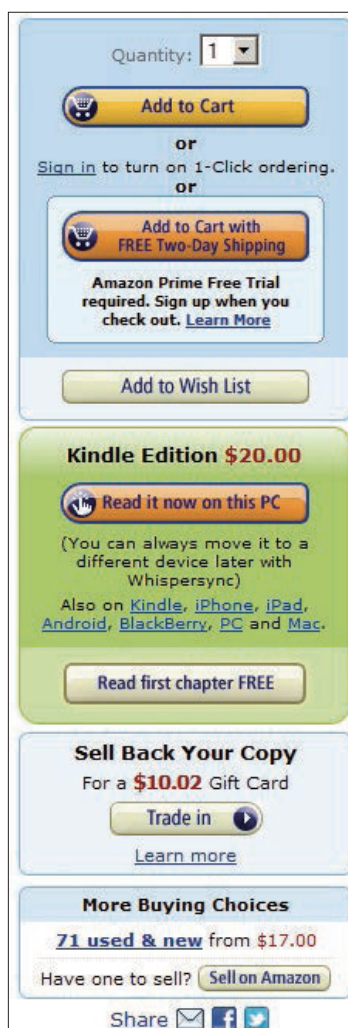 Quantity: 1
Add to Cart
or
Sign in to turn on 1-Click ordering.
or
Add to Cart with
FREE Two-Day Shipping
Amazon Prime Free Trial
required. Sign up when you
check out. Learn More
Add to Wish List
Kindle Edition $20.00
Read it now on this PC
(You can always move it to a
different device later with
Whispersync)
Also on Kindle, iPhone, iPad,
Android, BlackBerry, PC and Mac.
Read first chapter FREE
Sell Back Your Copy
For a $10.02 Gift Card
Trade in
Learn more
More Buying Choices
71 used & new from $17.00
Have one to sell? Sell on Amazon
Share